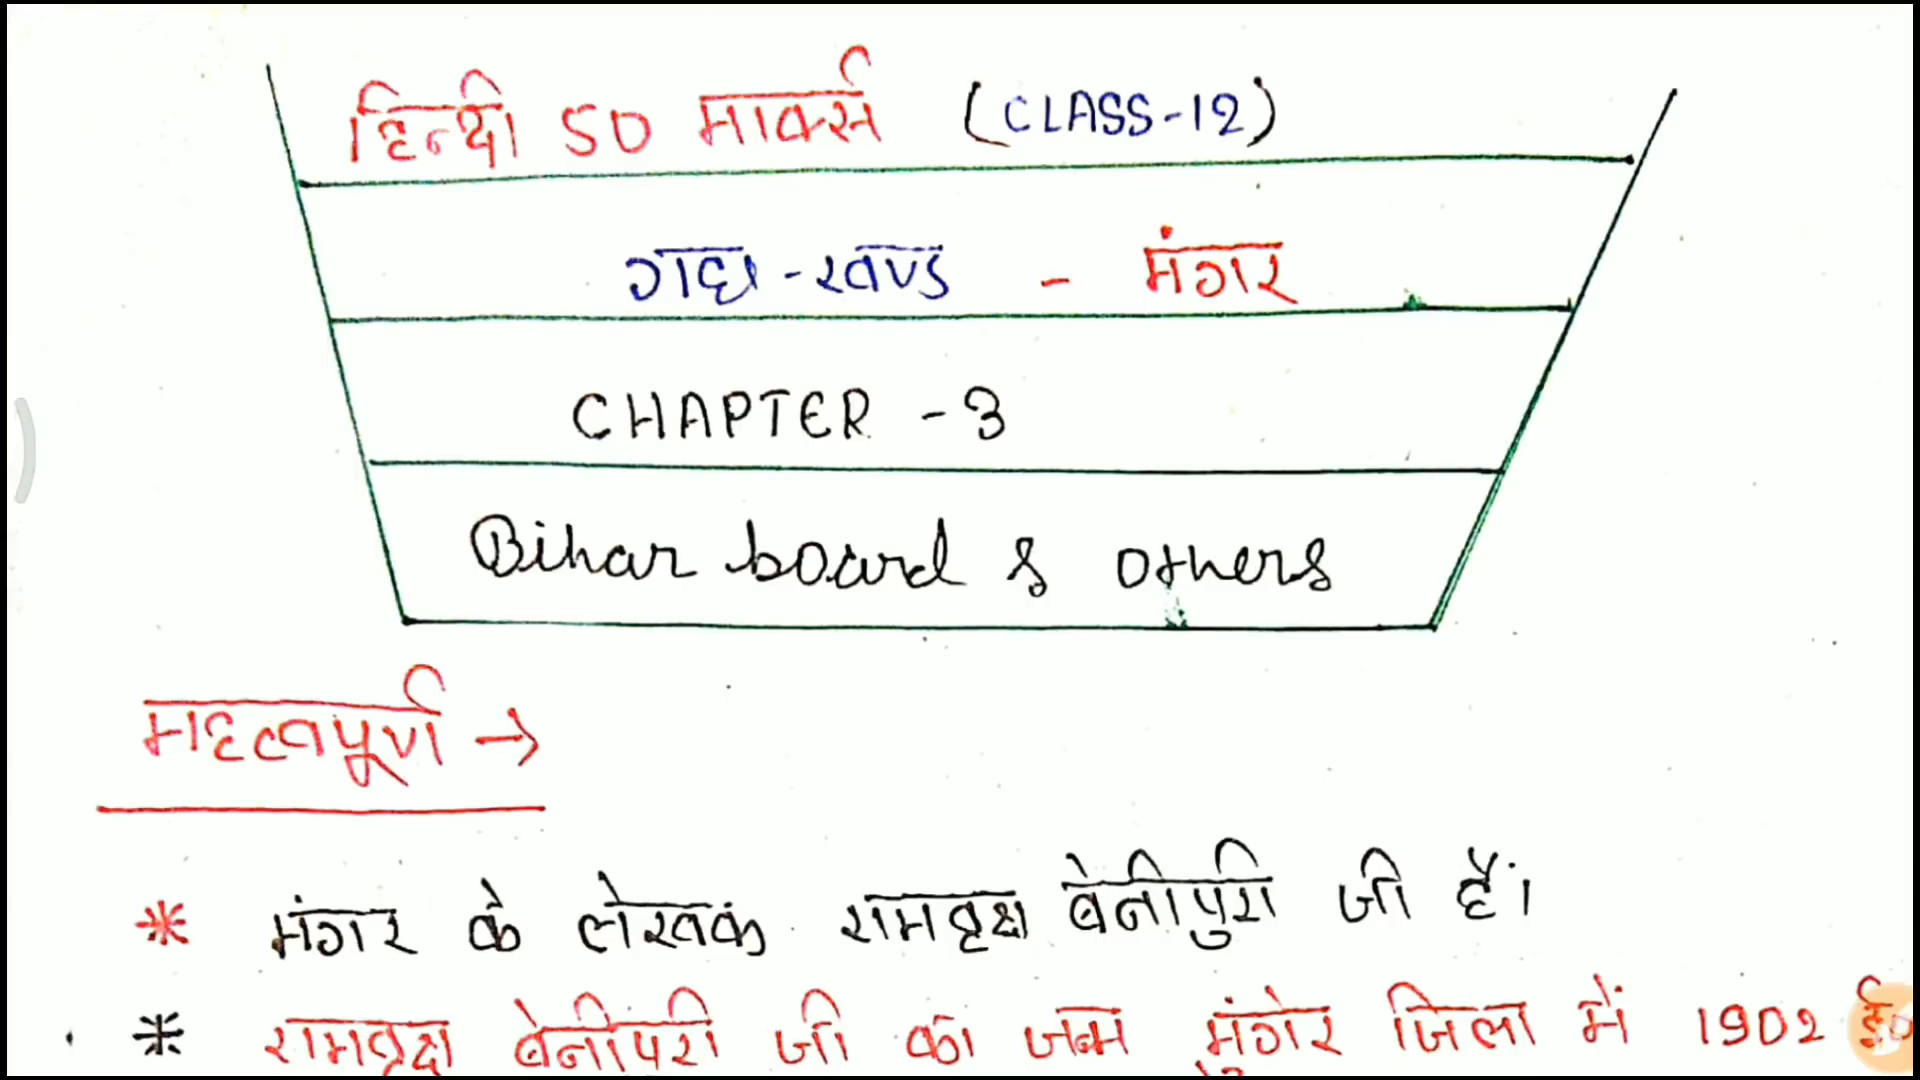 हिन्दी 50 मार्क्स (CLASS-12)
गद्य-खण्ड - मंगर
CHAPTER -3
Bihar board & others
महत्वपूर्ण →
* मंगर के लेखक रामवृक्ष बेनीपुरी जी हैं।
* रामवृक्ष बेनीपुरी जी का जन्म मुंगेर जिला में 1902 ई०